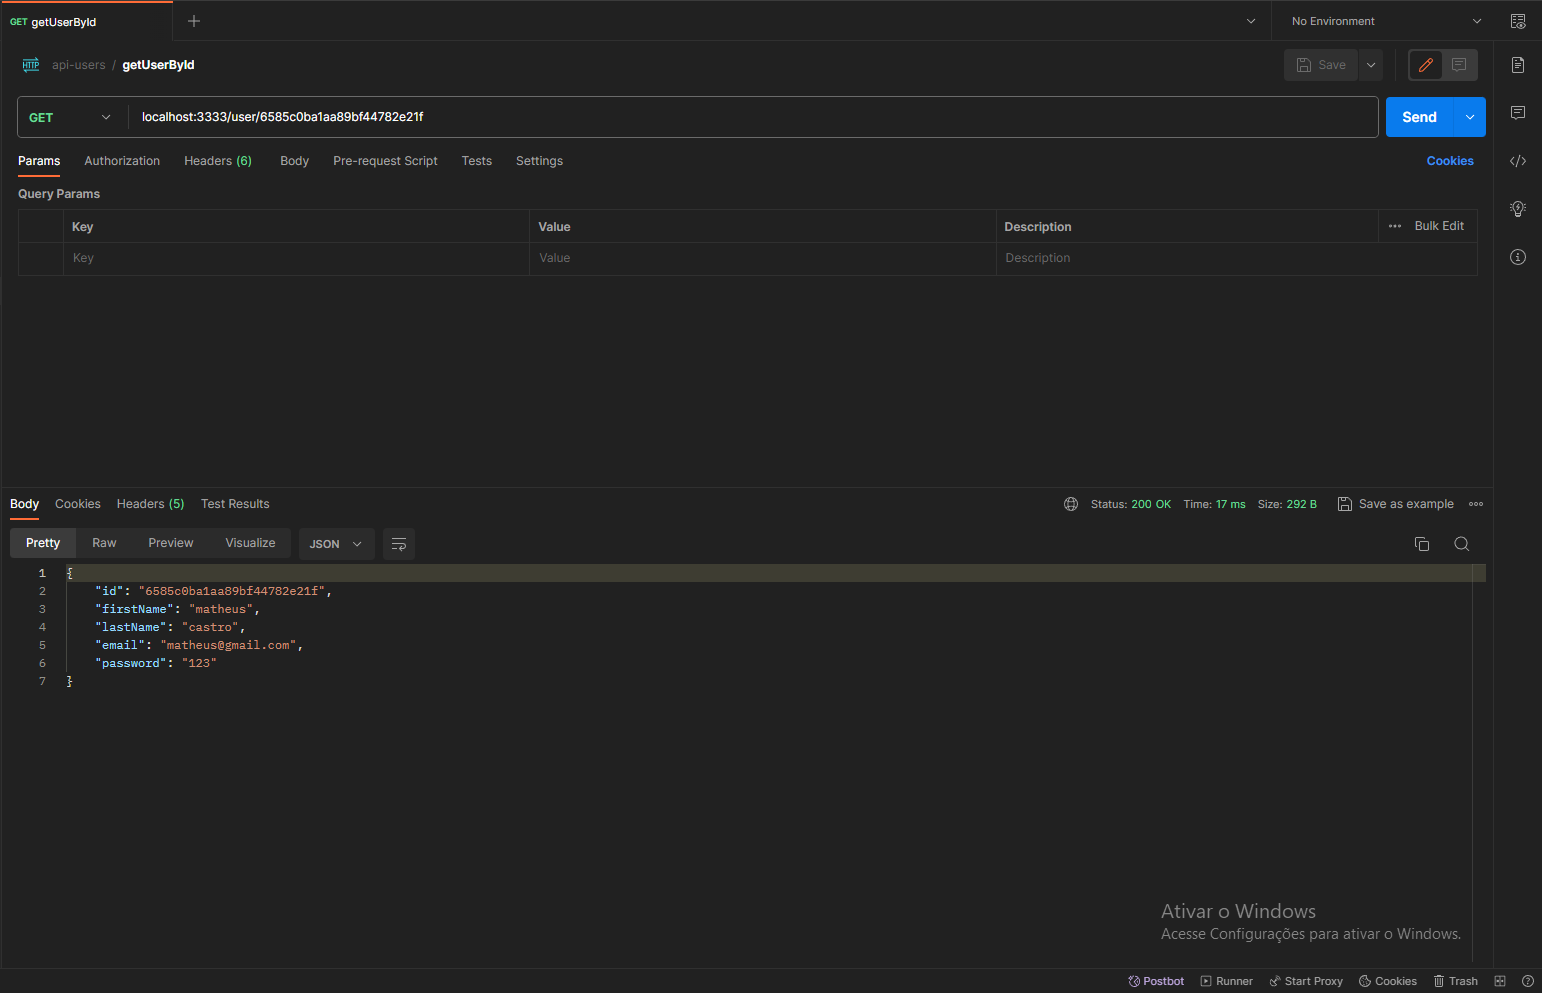 GET getUserById
No Environment
HTTP api-users / getUserById
Save
GET localhost:3333/user/6585c0ba1aa89bf44782e21f Send
Params Authorization Headers (6) Body Pre-request Script Tests Settings Cookies
Query Params
Key Value Description ••• Bulk Edit
Key Value Description
Body Cookies Headers (5) Test Results Status: 200 OK Time: 17 ms Size: 292 B Save as example
Pretty Raw Preview Visualize JSON
1 {
2 "id": "6585c0ba1aa89bf44782e21f",
3 "firstName": "matheus",
4 "lastName": "castro",
5 "email": "matheus@gmail.com",
6 "password": "123"
7 }
Ativar o Windows
Acesse Configurações para ativar o Windows.
Postbot Runner Start Proxy Cookies Trash